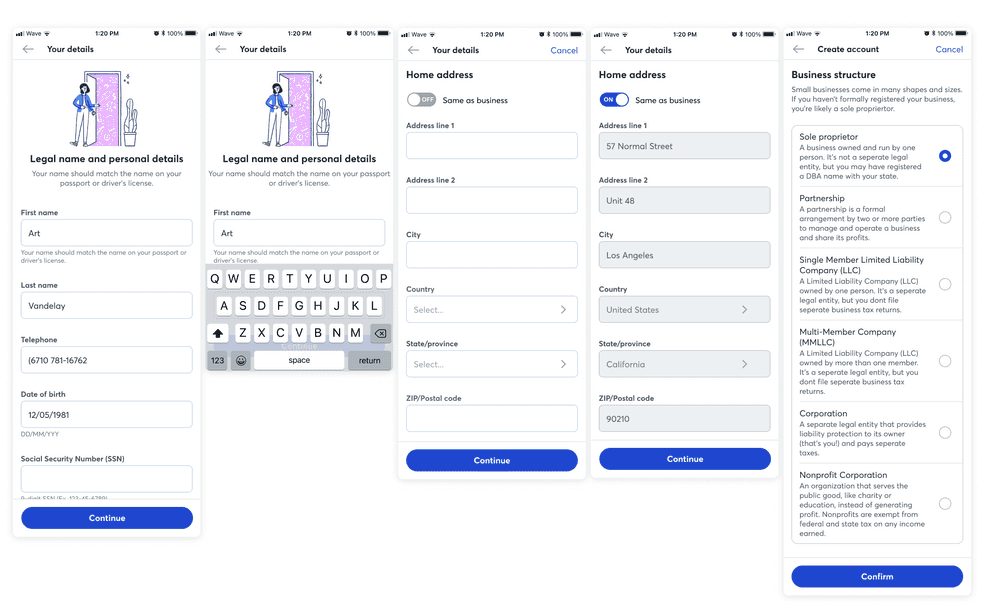 Wave 1:20 PM 100%
Your details
Legal name and personal details
Your name should match the name on your
passport or driver's license.
First name
Art
Your name should match the name on your passport or
driver's license.
Last name
Vandelay
Telephone
(6710 781-16762
Date of birth
12/05/1981
DD/MM/YYY
Social Security Number (SSN)
9-digit SSN (Ex. 123-45-6789)
Continue
Wave 1:20 PM 100%
Your details
Legal name and personal details
Your name should match the name on your passport
or driver's license.
First name
Art
Your name should match the name on your passport or
driver's license.
Q W E R T Y U I O P
A S D F G H J K L
Z X C V B N M
Continue
123 space return
Wave 1:20 PM 100%
Your details Cancel
Home address
OFF Same as business
Address line 1
Address line 2
City
Country
Select...
State/province
Select...
ZIP/Postal code
Continue
Wave 1:20 PM 100%
Your details
Home address
ON Same as business
Address line 1
57 Normal Street
Address line 2
Unit 48
City
Los Angeles
Country
United States
State/province
California
ZIP/Postal code
90210
Continue
Wave 1:20 PM 100%
Create account Cancel
Business structure
Small businesses come in many shapes and sizes.
If you haven't formally registered your business,
you're likely a sole proprietor.
Sole proprietor
A business owned and run by one
person. It's not a seperate legal
entity, but you may have registered
a DBA name with your state.
Partnership
A partnership is a formal
arrangement by two or more parties
to manage and operate a business
and share its profits.
Single Member Limited Liability
Company (LLC)
A Limited Liability Company (LLC)
owned by one person. It's a seperate
legal entity, but you dont file
seperate business tax returns.
Multi-Member Company
(MMLLC)
A Limited Liability Company (LLC)
owned by more than one member.
It's a seperate legal entity, but you
dont file seperate business tax
returns.
Corporation
A separate legal entity that provides
liability protection to its owner
(that's you!) and pays seperate
taxes.
Nonprofit Corporation
An organization that serves the
public good, like charity or
education, instead of generating
profit. Nonprofits are exempt from
federal and state tax on any income
earned.
Confirm